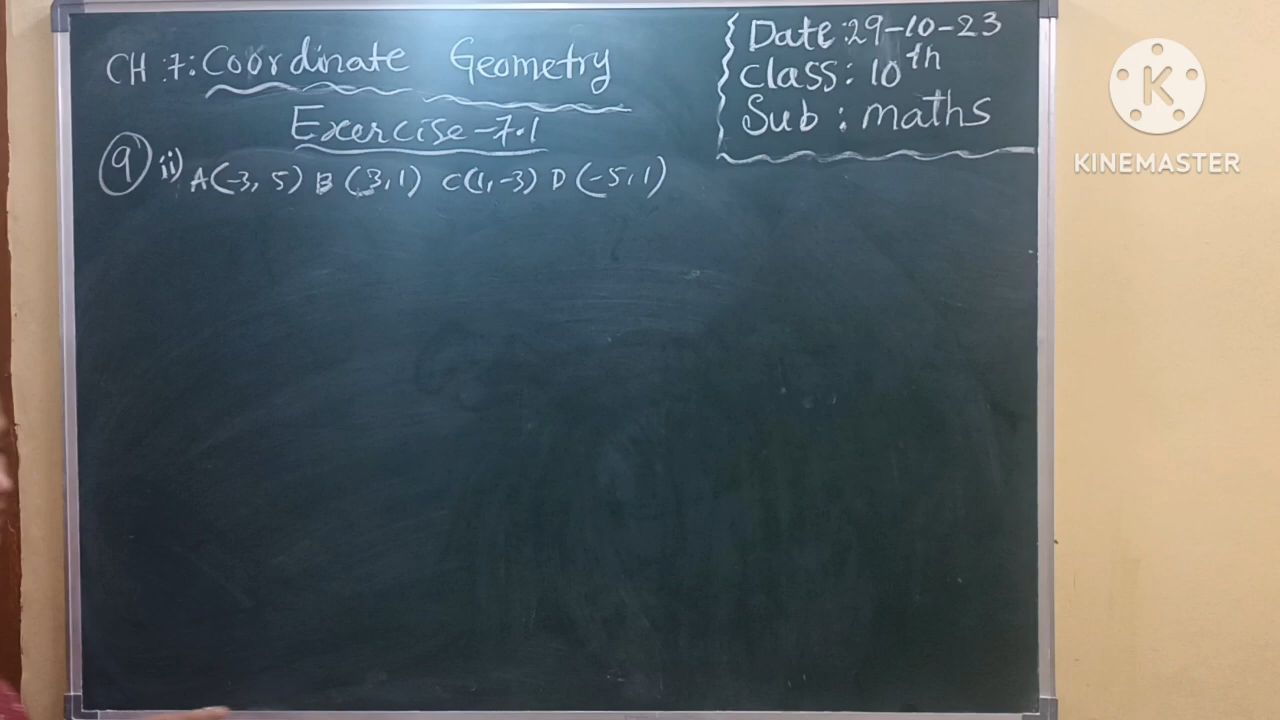 CH :7: Coordinate Geometry
Exercise-7.1
9 ii) A(-3, 5) B (3,1) C(1,-3) D (-5,1)
Date:29-10-23
Class: 10th
Sub : maths
K
KINEMASTER